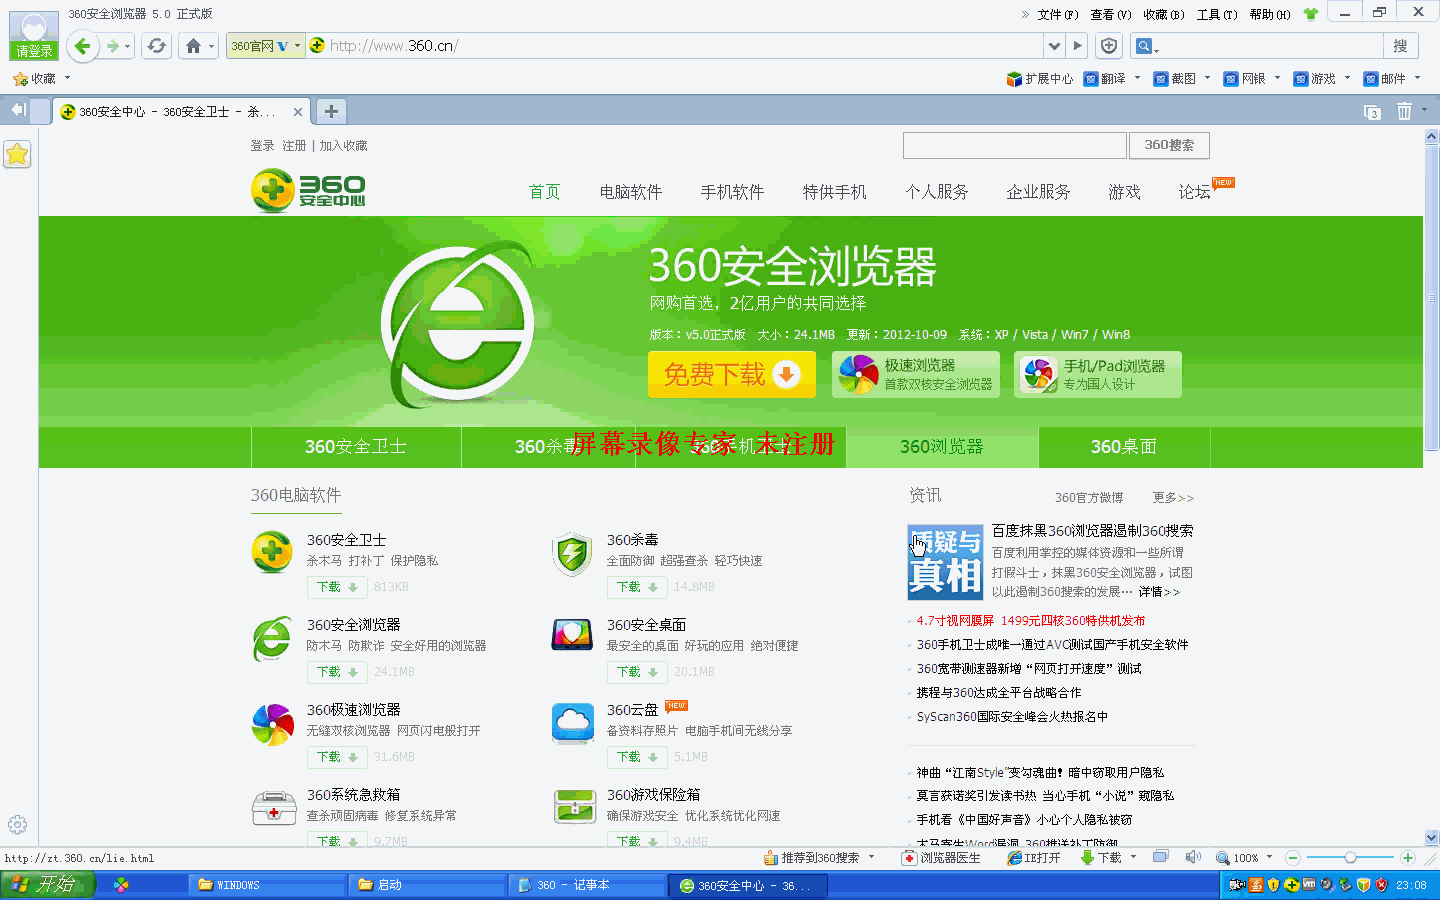 360安全浏览器 5.0 正式版
» 文件(F) 查看(V) 收藏(B) 工具(T) 帮助(H)
请登录
360官网 V http://www.360.cn/ 搜
收藏 扩展中心 翻译 截图 网银 游戏 邮件
360安全中心 - 360安全卫士 - 杀... 3
登录 注册 | 加入收藏 360搜索
360安全中心
首页 电脑软件 手机软件 特供手机 个人服务 企业服务 游戏 论坛 NEW
360安全浏览器
网购首选，2亿用户的共同选择
版本：v5.0正式版 大小：24.1MB 更新：2012-10-09 系统：XP / Vista / Win7 / Win8
免费下载
极速浏览器
首款双核安全浏览器
手机/Pad浏览器
专为国人设计
360安全卫士 360杀毒 360手机卫士 360浏览器 360桌面
屏幕录像专家 未注册
360电脑软件
360安全卫士
杀木马 打补丁 保护隐私
下载 813KB
360杀毒
全面防御 超强查杀 轻巧快速
下载 14.8MB
360安全浏览器
防木马 防欺诈 安全好用的浏览器
下载 24.1MB
360安全桌面
最安全的桌面 好玩的应用 绝对便捷
下载 20.1MB
360极速浏览器
无缝双核浏览器 网页闪电般打开
下载 31.6MB
360云盘 NEW
备资料存照片 电脑手机间无线分享
下载 5.1MB
360系统急救箱
查杀顽固病毒 修复系统异常
下载 9.7MB
360游戏保险箱
确保游戏安全 优化系统优化网速
下载 9.4MB
资讯 360官方微博 更多>>
质疑与
真相
百度抹黑360浏览器遏制360搜索
百度利用掌控的媒体资源和一些所谓
打假斗士，抹黑360安全浏览器，试图
以此遏制360搜索的发展… 详情>>
4.7寸视网膜屏 1499元四核360特供机发布
360手机卫士成唯一通过AVC测试国产手机安全软件
360宽带测速器新增“网页打开速度”测试
携程与360达成全平台战略合作
SyScan360国际安全峰会火热报名中
神曲“江南Style”变勾魂曲！暗中窃取用户隐私
莫言获诺奖引发读书热 当心手机“小说”窥隐私
手机看《中国好声音》小心个人隐私被窃
木马寄生Word漏洞 360推送补丁防御
http://zt.360.cn/lie.html 推荐到360搜索 浏览器医生 IE打开 下载 100%
开始 WINDOWS 启动 360 - 记事本 360安全中心 - 36... 23:08